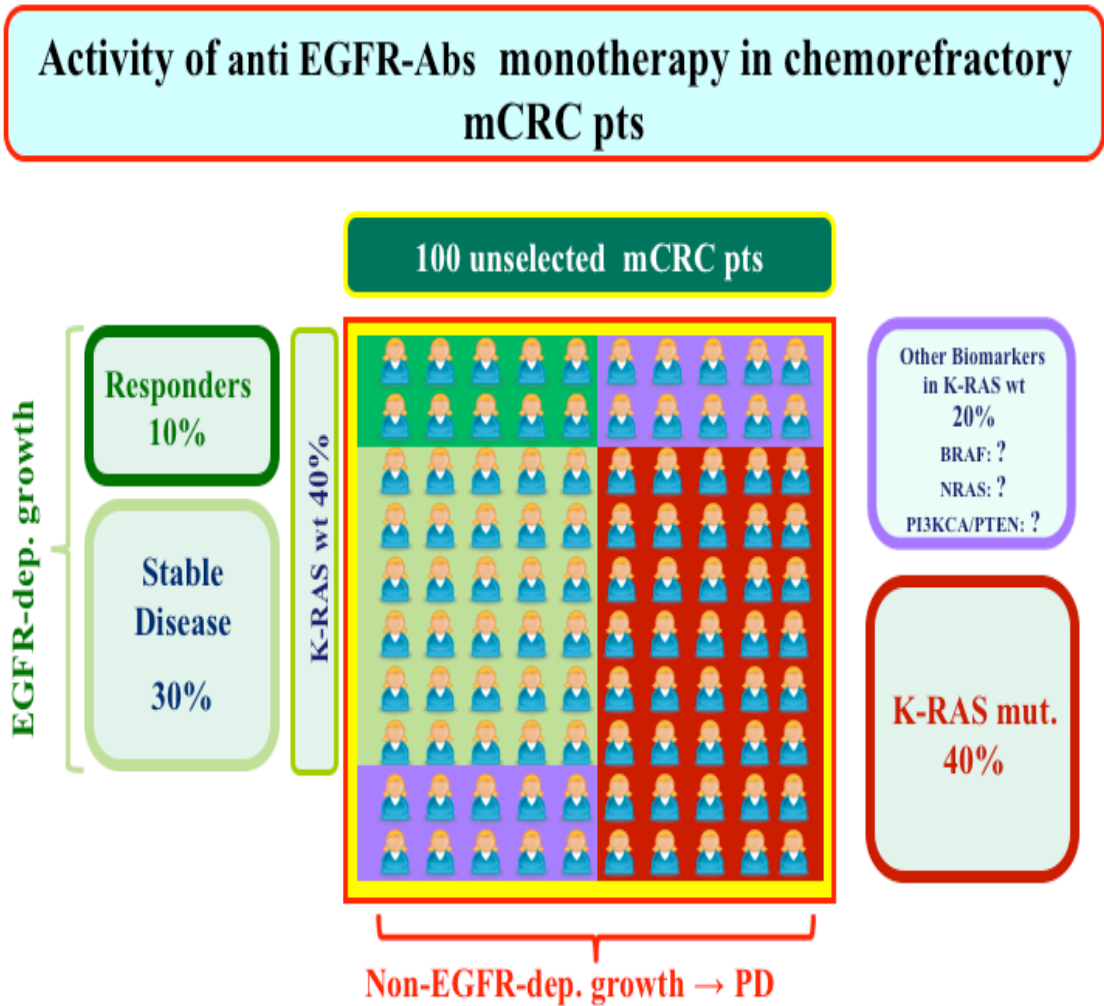 Activity of anti EGFR-Abs monotherapy in chemorefractory
mCRC pts
100 unselected mCRC pts
EGFR-dep. growth
Responders
10%
Stable
Disease
30%
K-RAS wt 40%
Other Biomarkers
in K-RAS wt
20%
BRAF: ?
NRAS: ?
PI3KCA/PTEN: ?
K-RAS mut.
40%
Non-EGFR-dep. growth → PD